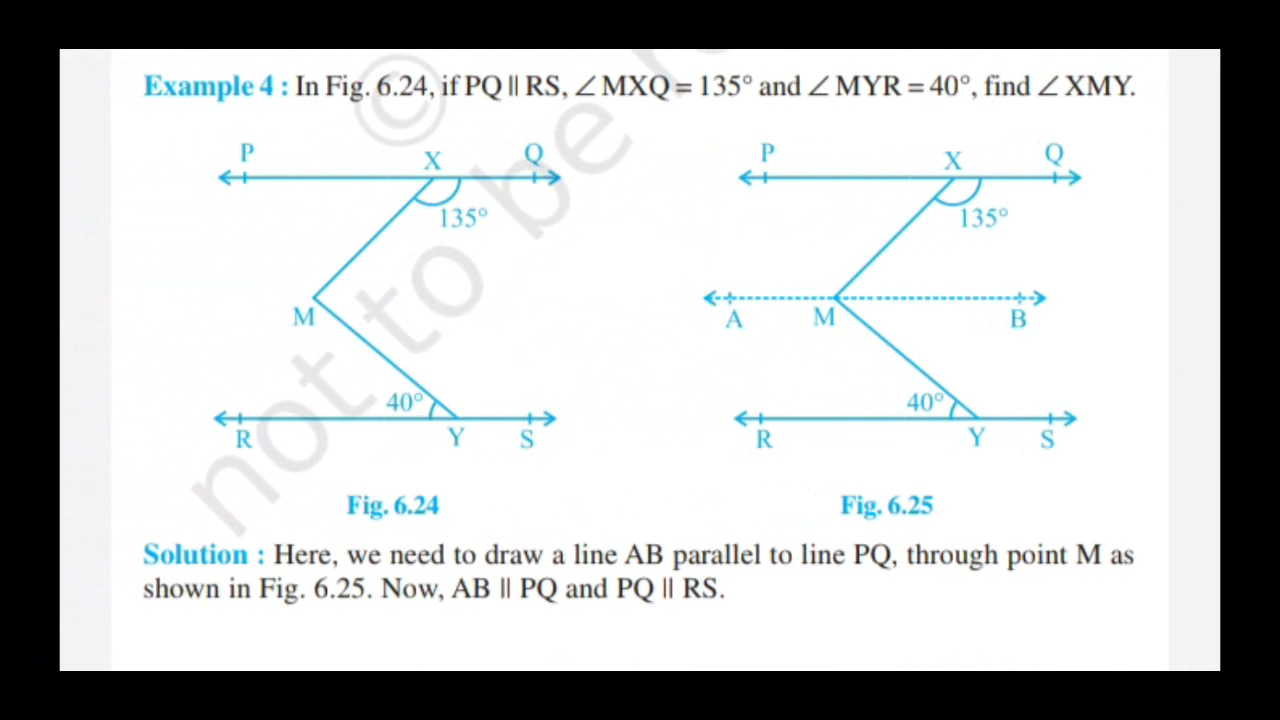 Example 4 : In Fig. 6.24, if PQ || RS, ∠ MXQ = 135° and ∠ MYR = 40°, find ∠ XMY.
P X Q
135°
M
40°
R Y S
P X Q
135°
A M B
40°
R Y S
Fig. 6.24
Fig. 6.25
Solution : Here, we need to draw a line AB parallel to line PQ, through point M as
shown in Fig. 6.25. Now, AB || PQ and PQ || RS.
© not to be r